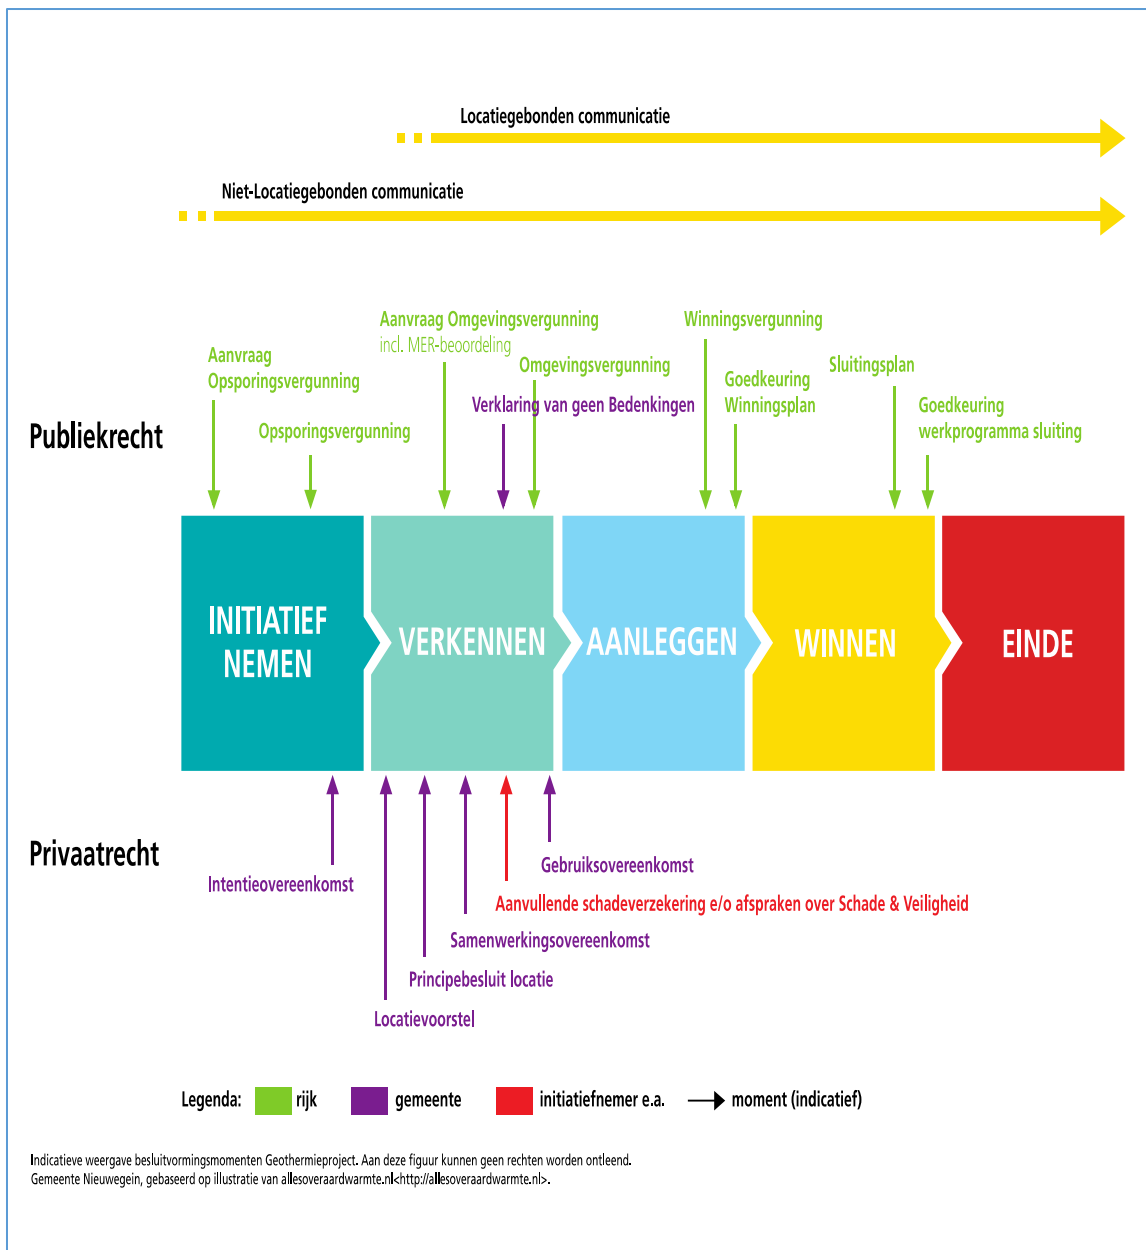 Locatiegebonden communicatie
Niet-Locatiegebonden communicatie
Aanvraag Omgevingsvergunning
incl. MER-beoordeling
Winningsvergunning
Aanvraag
Opsporingsvergunning
Omgevingsvergunning
Sluitingsplan
Goedkeuring
Winningsplan
Verklaring van geen Bedenkingen
Goedkeuring
werkprogramma sluiting
Opsporingsvergunning
Publiekrecht
INITIATIEF
NEMEN
VERKENNEN
AANLEGGEN
WINNEN
EINDE
Privaatrecht
Gebruiksovereenkomst
Intentieovereenkomst
Aanvullende schadeverzekering e/o afspraken over Schade & Veiligheid
Samenwerkingsovereenkomst
Principebesluit locatie
Locatievoorstel
Legenda: rijk gemeente initiatiefnemer e.a. moment (indicatief)
Indicatieve weergave besluitvormingsmomenten Geothermieproject. Aan deze figuur kunnen geen rechten worden ontleend.
Gemeente Nieuwegein, gebaseerd op illustratie van allesoveraardwarmte.nl<http://allesoveraardwarmte.nl>.